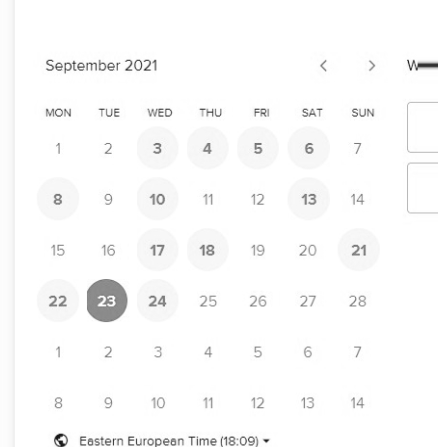 September 2021
MON TUE WED THU FRI SAT SUN
1 2 3 4 5 6 7
8 9 10 11 12 13 14
15 16 17 18 19 20 21
22 23 24 25 26 27 28
1 2 3 4 5 6 7
8 9 10 11 12 13 14
Eastern European Time (18:09)